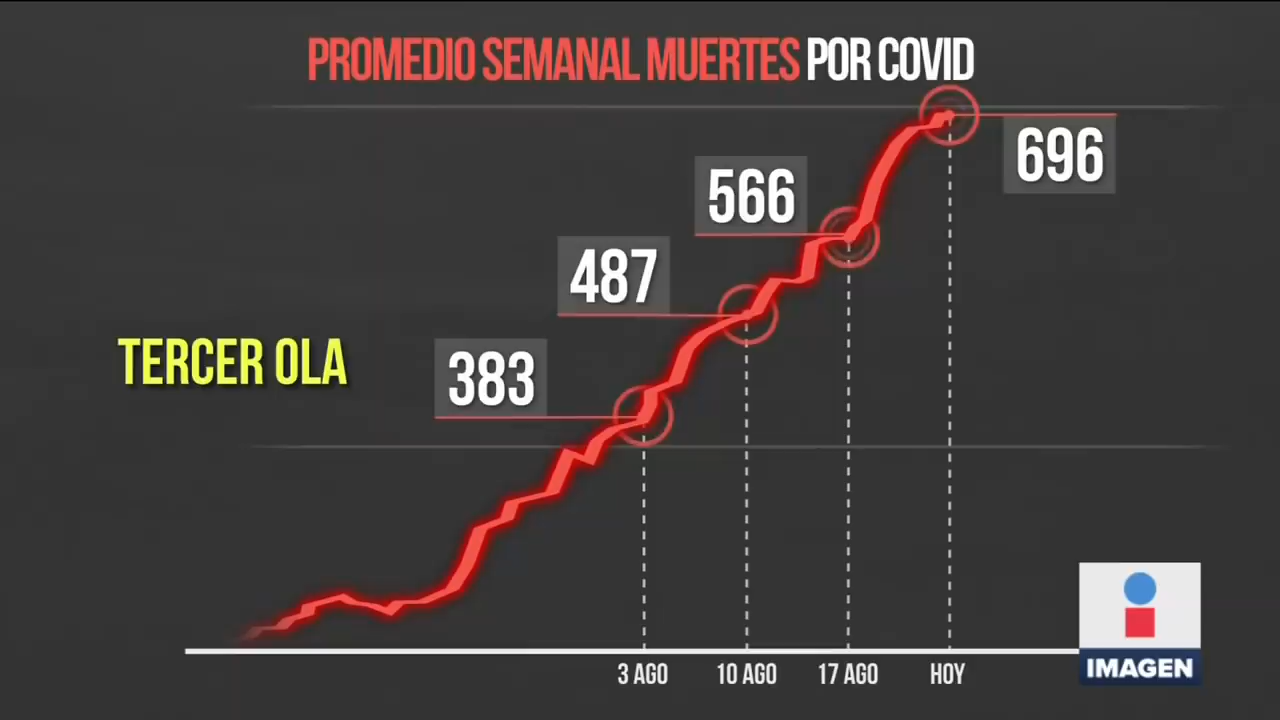 PROMEDIO SEMANAL MUERTES POR COVID
696
566
487
TERCER OLA
383
3 AGO 10 AGO 17 AGO HOY
IMAGEN